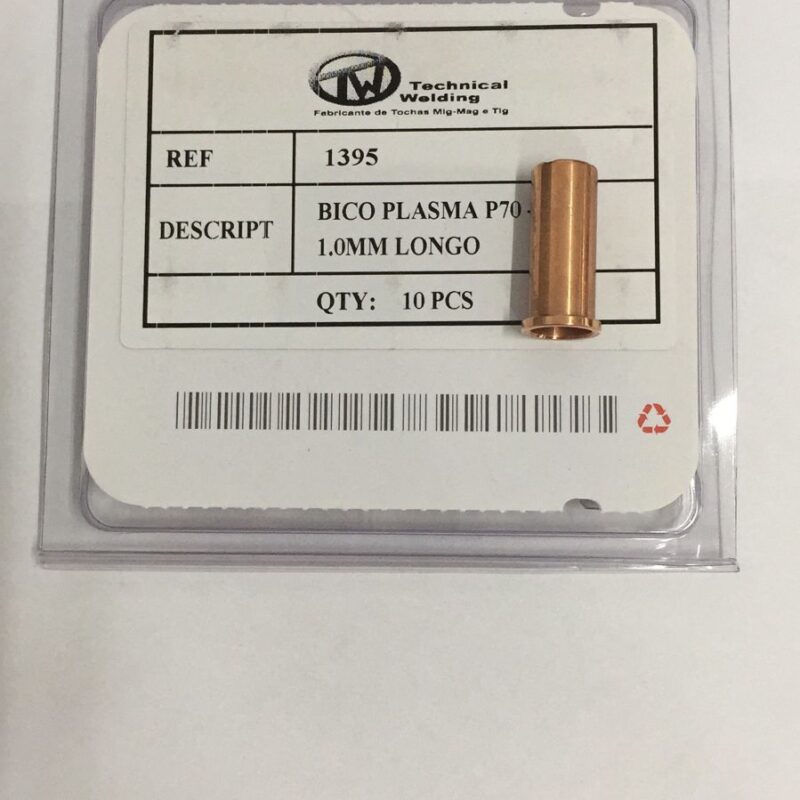 TW Technical
Welding
Fabricante de Tochas Mig-Mag e Tig
REF 1395
DESCRIPT BICO PLASMA P70 -
1.0MM LONGO
QTY: 10 PCS